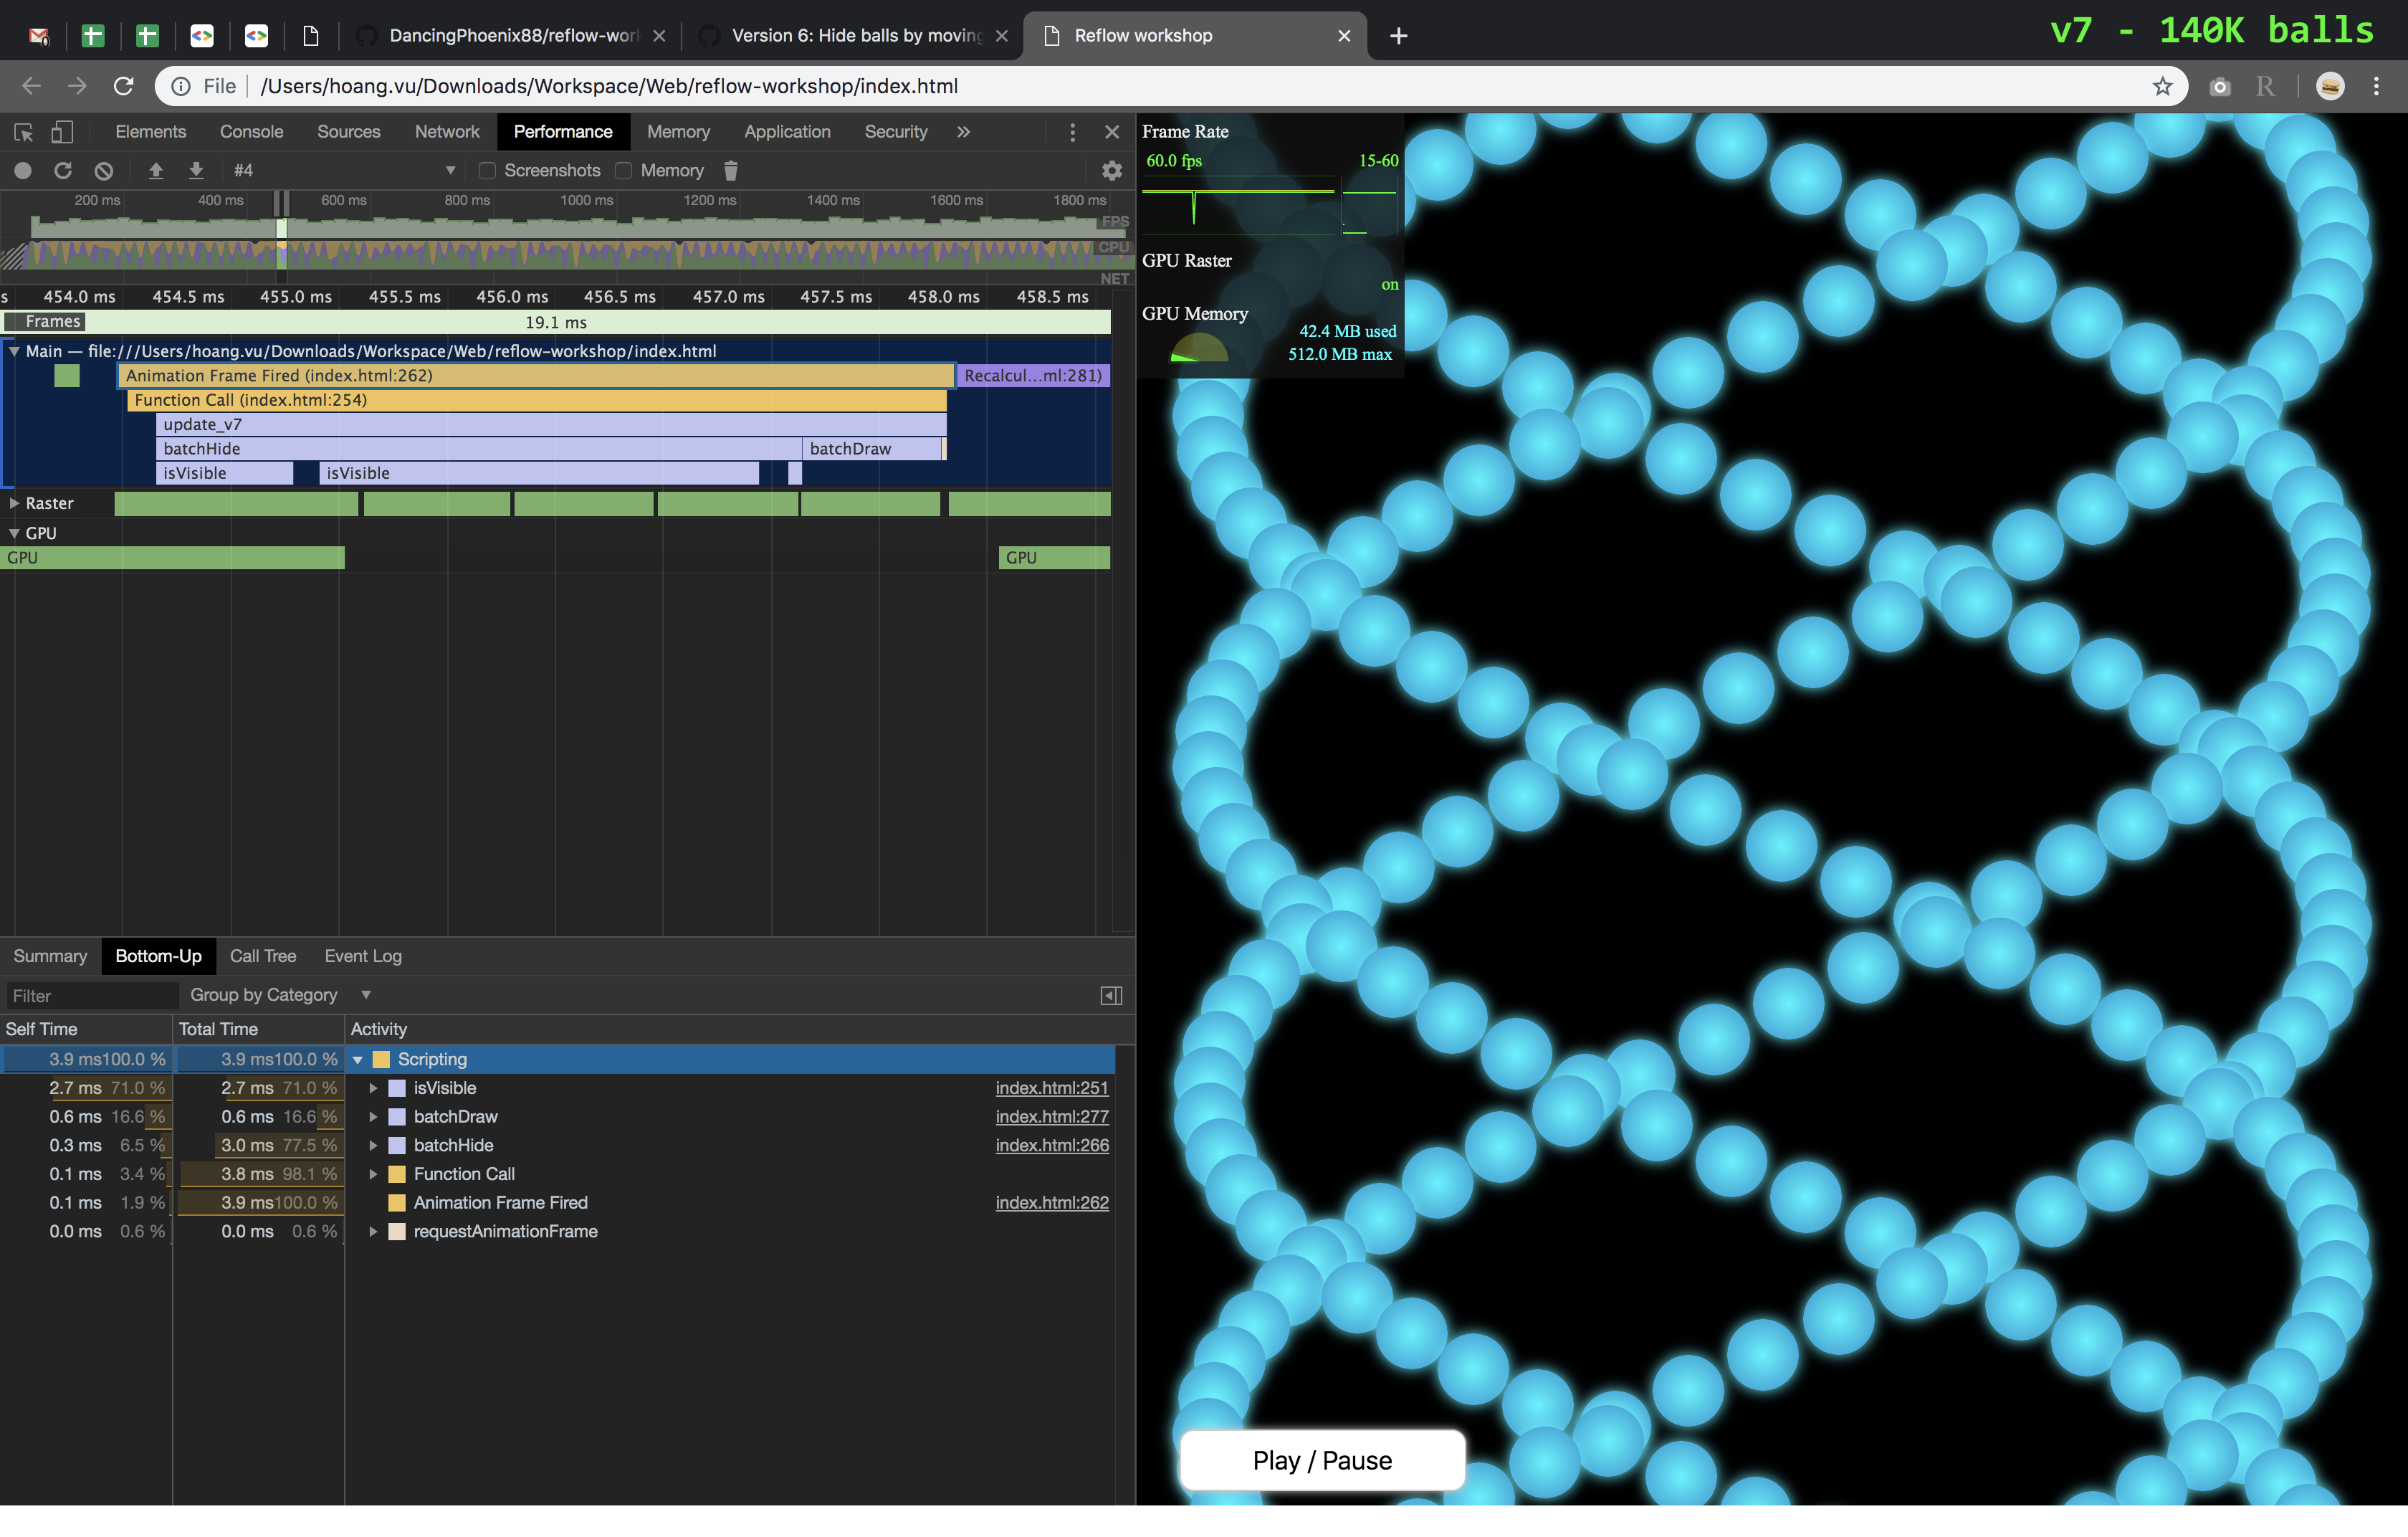 DancingPhoenix88/reflow-wor
Version 6: Hide balls by moving
Reflow workshop
v7 - 140K balls
File
/Users/hoang.vu/Downloads/Workspace/Web/reflow-workshop/index.html
R
Elements Console Sources Network Performance Memory Application Security »
#4 Screenshots Memory
200 ms 400 ms 600 ms 800 ms 1000 ms 1200 ms 1400 ms 1600 ms 1800 ms
FPS
CPU
NET
s 454.0 ms 454.5 ms 455.0 ms 455.5 ms 456.0 ms 456.5 ms 457.0 ms 457.5 ms 458.0 ms 458.5 ms
Frames 19.1 ms
Main — file:///Users/hoang.vu/Downloads/Workspace/Web/reflow-workshop/index.html
Animation Frame Fired (index.html:262) Recalcul...ml:281)
Function Call (index.html:254)
update_v7
batchHide batchDraw
isVisible isVisible
Raster
GPU
GPU GPU
Summary Bottom-Up Call Tree Event Log
Filter Group by Category
Self Time Total Time Activity
3.9 ms 100.0 % 3.9 ms 100.0 % Scripting
2.7 ms 71.0 % 2.7 ms 71.0 % isVisible index.html:251
0.6 ms 16.6 % 0.6 ms 16.6 % batchDraw index.html:277
0.3 ms 6.5 % 3.0 ms 77.5 % batchHide index.html:266
0.1 ms 3.4 % 3.8 ms 98.1 % Function Call
0.1 ms 1.9 % 3.9 ms 100.0 % Animation Frame Fired index.html:262
0.0 ms 0.6 % 0.0 ms 0.6 % requestAnimationFrame
Frame Rate
60.0 fps 15-60
GPU Raster
on
GPU Memory
42.4 MB used
512.0 MB max
Play / Pause